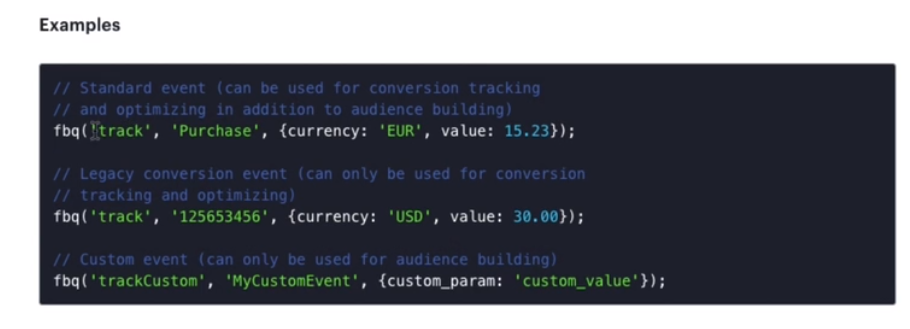 Examples
// Standard event (can be used for conversion tracking
// and optimizing in addition to audience building)
fbq('track', 'Purchase', {currency: 'EUR', value: 15.23});
// Legacy conversion event (can only be used for conversion
// tracking and optimizing)
fbq('track', '125653456', {currency: 'USD', value: 30.00});
// Custom event (can only be used for audience building)
fbq('trackCustom', 'MyCustomEvent', {custom_param: 'custom_value'});